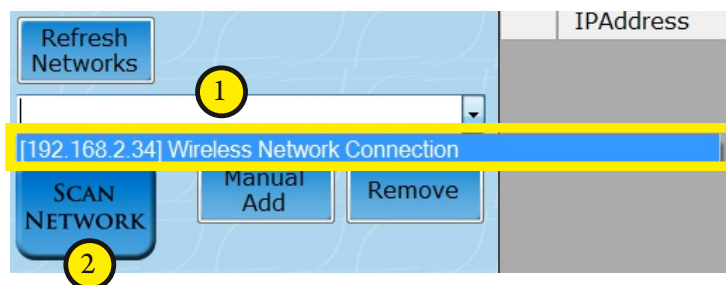 Refresh
Networks
IPAddress
1
[192.168.2.34] Wireless Network Connection
SCAN
NETWORK
Manual
Add
Remove
2